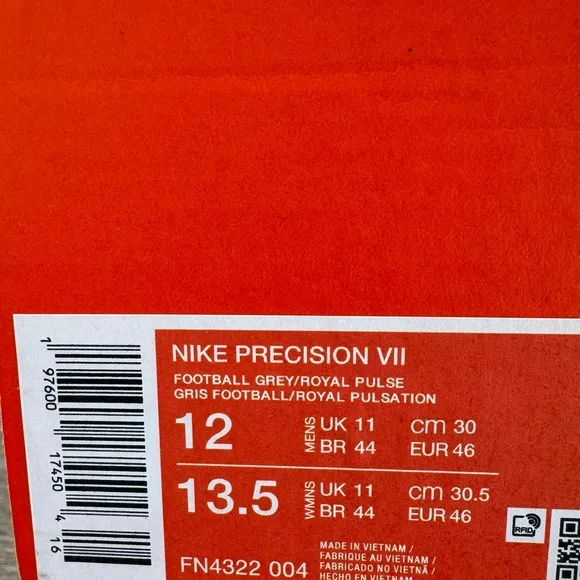 NIKE PRECISION VII
FOOTBALL GREY/ROYAL PULSE
GRIS FOOTBALL/ROYAL PULSATION
12 MENS UK 11 cm 30
BR 44 EUR 46
13.5 WMNS UK 11 cm 30.5
BR 44 EUR 46
FN4322 004
MADE IN VIETNAM /
FABRIQUE AU VIETNAM /
FABRICADO NO VIETNÃ /
HECHO EN VIETNAM
1 97600 17450 4 16
RFID